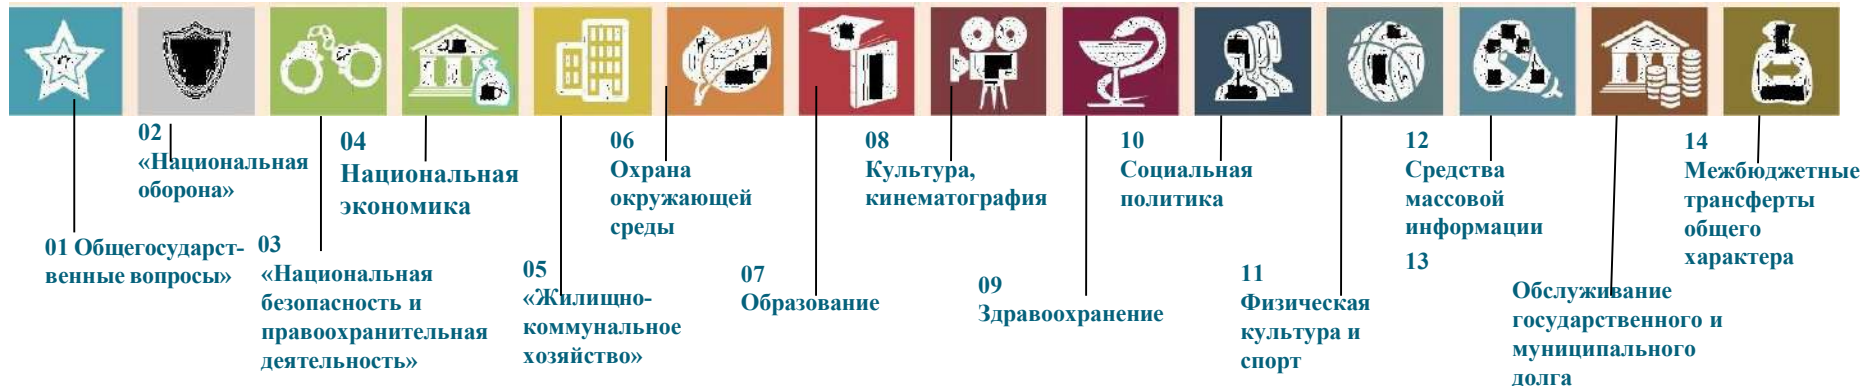 01 Общегосударст-
венные вопросы»
02
«Национальная
оборона»
03
«Национальная
безопасность и
правоохранительная
деятельность»
04
Национальная
экономика
05
«Жилищно-
коммунальное
хозяйство»
06
Охрана
окружающей
среды
07
Образование
08
Культура,
кинематография
09
Здравоохранение
10
Социальная
политика
11
Физическая
культура и
спорт
12
Средства
массовой
информации
13
Обслуживание
государственного и
муниципального
долга
14
Межбюджетные
трансферты
общего
характера